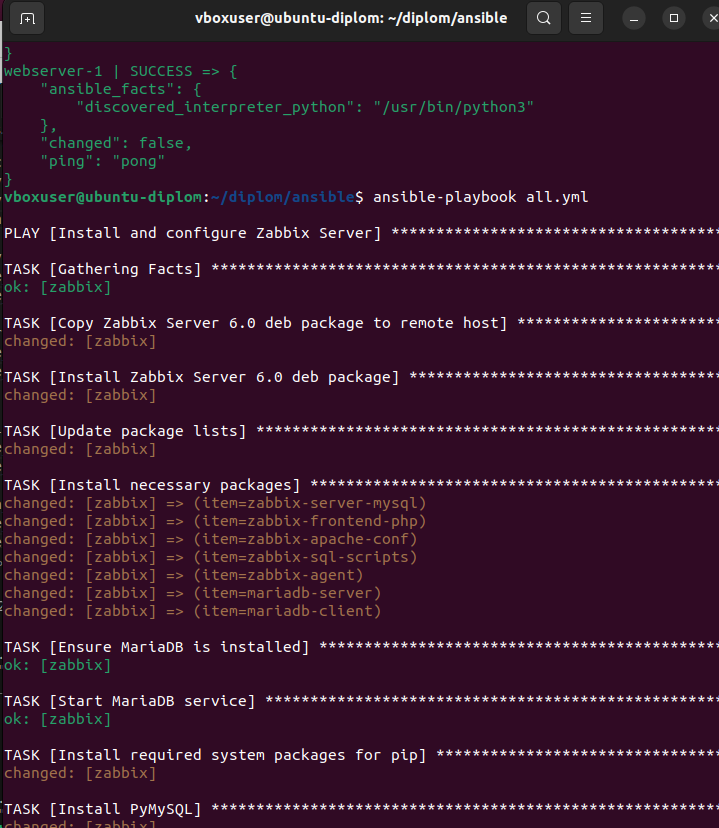 vboxuser@ubuntu-diplom: ~/diplom/ansible
}
webserver-1 | SUCCESS => {
    "ansible_facts": {
        "discovered_interpreter_python": "/usr/bin/python3"
    },
    "changed": false,
    "ping": "pong"
}
vboxuser@ubuntu-diplom:~/diplom/ansible$ ansible-playbook all.yml
PLAY [Install and configure Zabbix Server] *************************************
TASK [Gathering Facts] *********************************************************
ok: [zabbix]
TASK [Copy Zabbix Server 6.0 deb package to remote host] ***********************
changed: [zabbix]
TASK [Install Zabbix Server 6.0 deb package] ***********************************
changed: [zabbix]
TASK [Update package lists] ****************************************************
changed: [zabbix]
TASK [Install necessary packages] **********************************************
changed: [zabbix] => (item=zabbix-server-mysql)
changed: [zabbix] => (item=zabbix-frontend-php)
changed: [zabbix] => (item=zabbix-apache-conf)
changed: [zabbix] => (item=zabbix-sql-scripts)
changed: [zabbix] => (item=zabbix-agent)
changed: [zabbix] => (item=mariadb-server)
changed: [zabbix] => (item=mariadb-client)
TASK [Ensure MariaDB is installed] *********************************************
ok: [zabbix]
TASK [Start MariaDB service] ***************************************************
ok: [zabbix]
TASK [Install required system packages for pip] ********************************
changed: [zabbix]
TASK [Install PyMySQL] *********************************************************
changed: [zabbix]